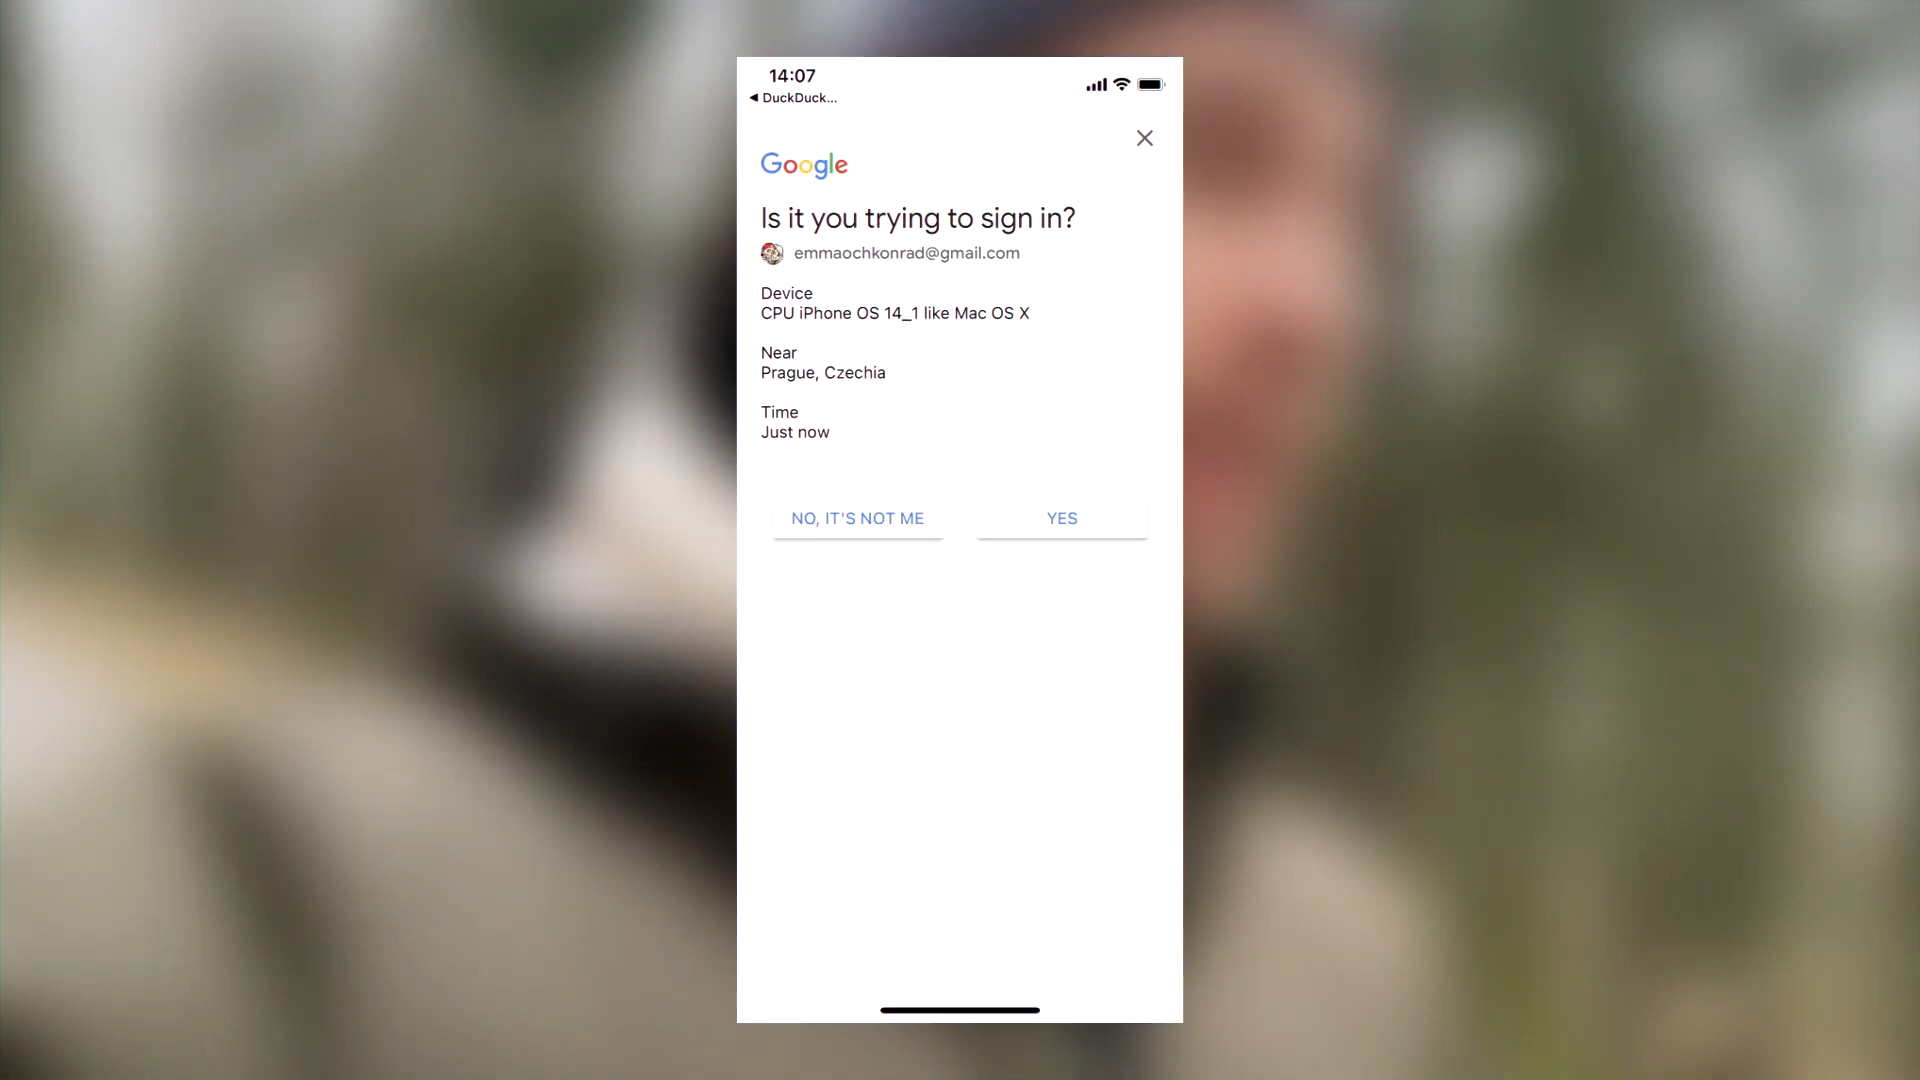 14:07
◀ DuckDuck...
Google
Is it you trying to sign in?
emmaochkonrad@gmail.com
Device
CPU iPhone OS 14_1 like Mac OS X
Near
Prague, Czechia
Time
Just now
NO, IT'S NOT ME
YES